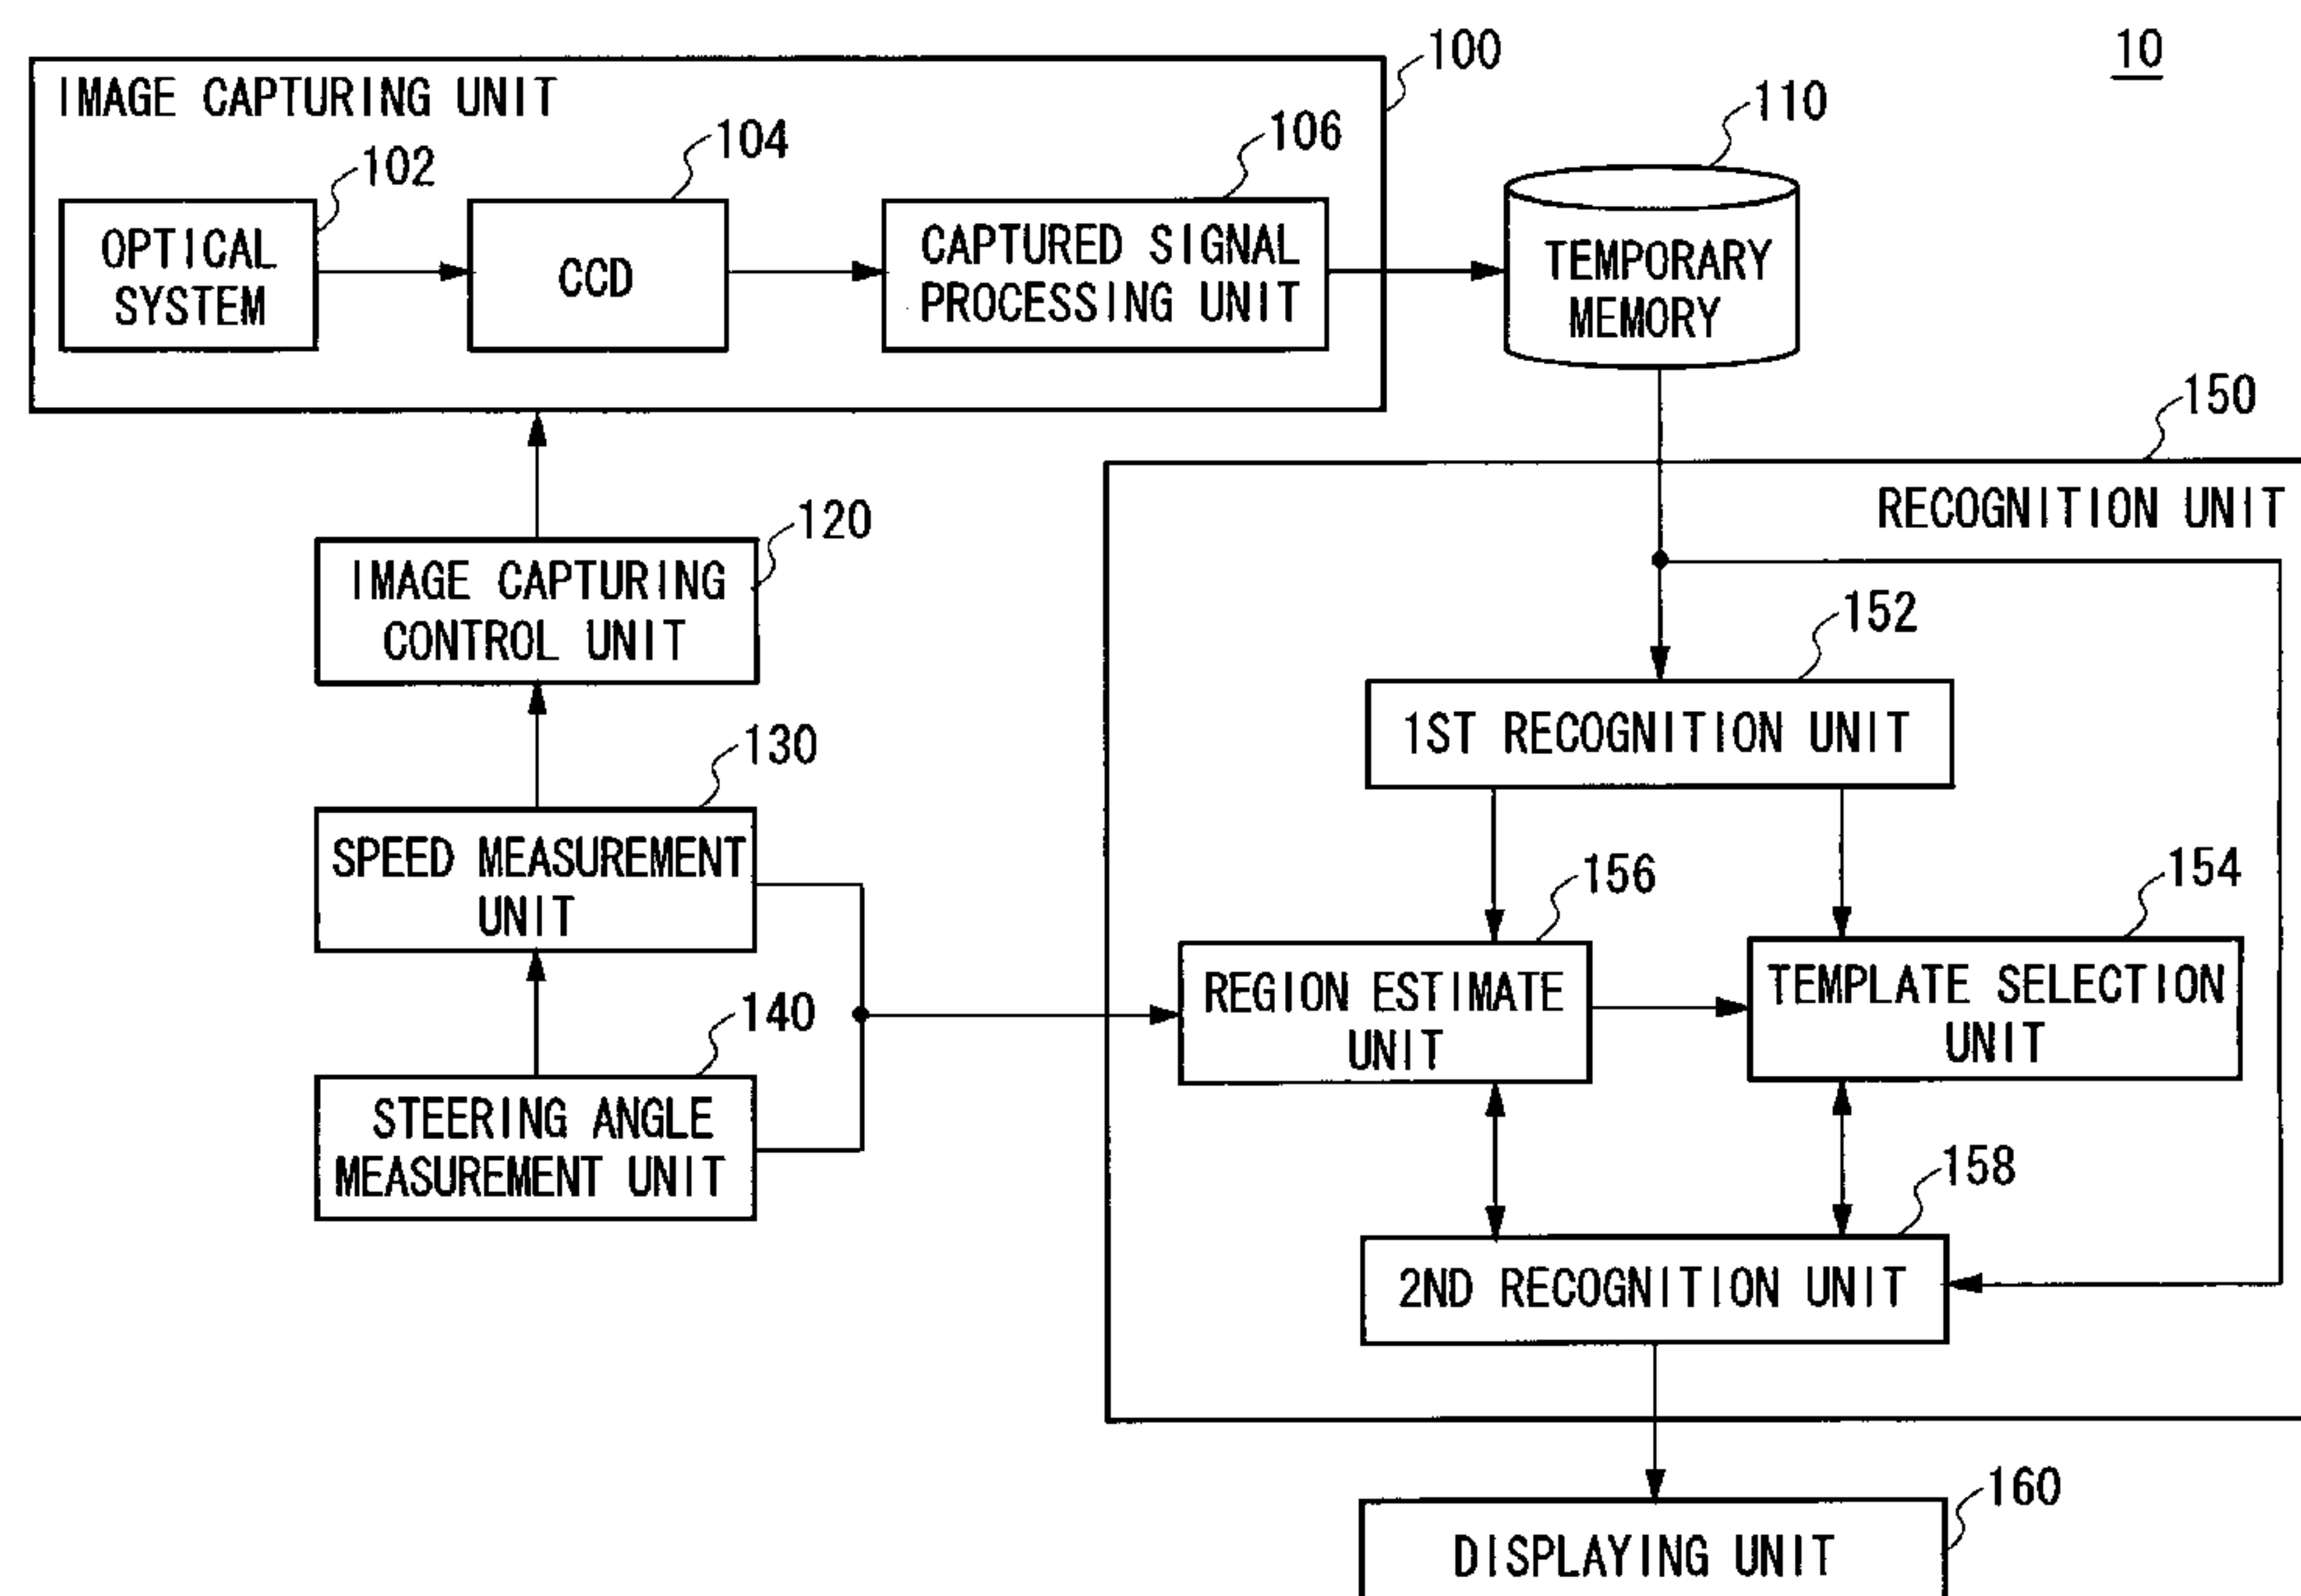 10
100
IMAGE CAPTURING UNIT
110
104
106
102
OPTICAL
SYSTEM
CCD
CAPTURED SIGNAL
PROCESSING UNIT
TEMPORARY
MEMORY
150
RECOGNITION UNIT
120
IMAGE CAPTURING
CONTROL UNIT
152
1ST RECOGNITION UNIT
130
SPEED MEASUREMENT
UNIT
156
154
REGION ESTIMATE
UNIT
TEMPLATE SELECTION
UNIT
140
STEERING ANGLE
MEASUREMENT UNIT
158
2ND RECOGNITION UNIT
160
DISPLAYING UNIT